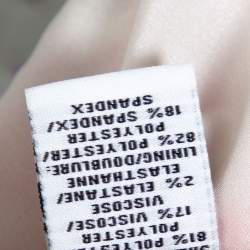 81%
POLYESTER
17% VISCOSE/
VISCOSE
2% ELASTANE/
ELASTHANNE
LINING/DOUBLURE:
82% POLYESTER/
POLYESTER
18% SPANDEX/
SPANDEX